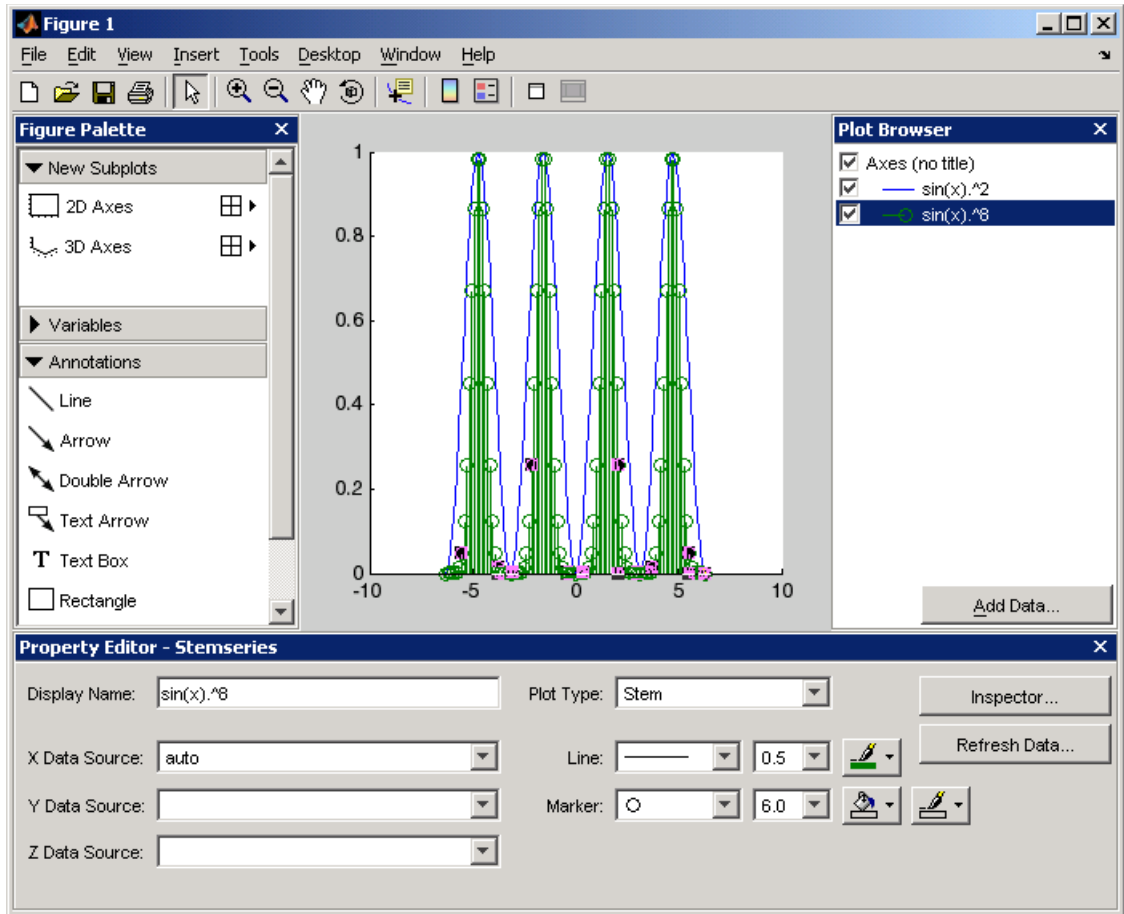 Figure 1
File Edit View Insert Tools Desktop Window Help
Figure Palette
New Subplots
2D Axes
3D Axes
Variables
Annotations
Line
Arrow
Double Arrow
Text Arrow
T Text Box
Rectangle
1
0.8
0.6
0.4
0.2
0
-10 -5 0 5 10
Plot Browser
Axes (no title)
sin(x).^2
sin(x).^8
Add Data...
Property Editor - Stemseries
Display Name: sin(x).^8 Plot Type: Stem Inspector...
X Data Source: auto Line: 0.5 Refresh Data...
Y Data Source: Marker: 6.0
Z Data Source: